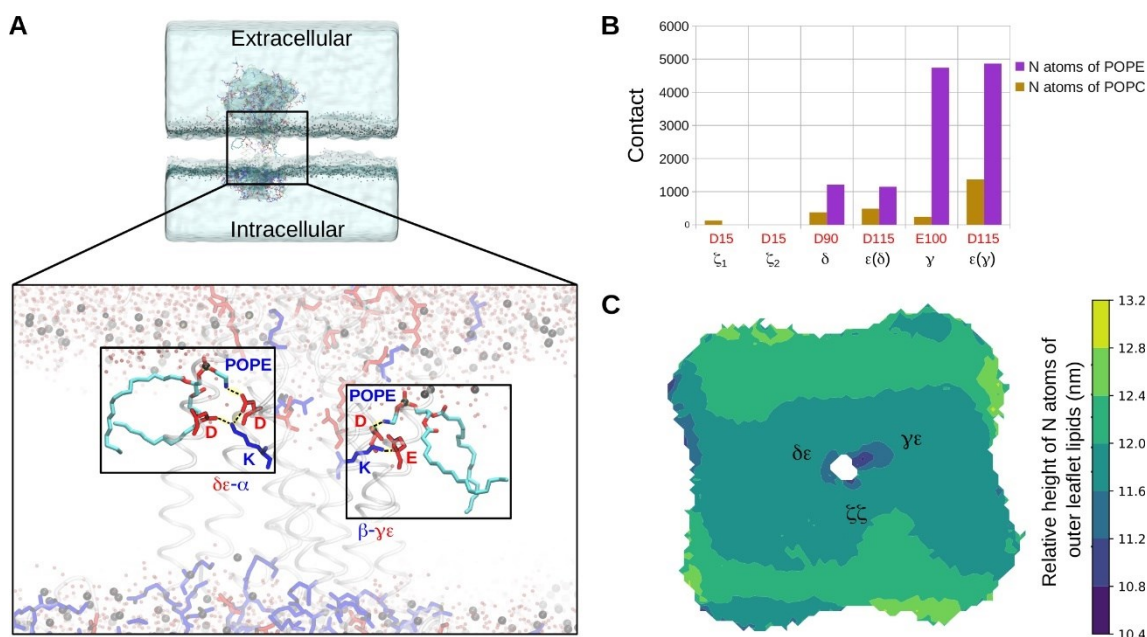 A
Extracellular
Intracellular
POPE
D
D
K
δε-α
POPE
D
K
E
β-γε
B
Contact
6000
5000
4000
3000
2000
1000
0
D15 D15 D90 D115 E100 D115
ζ1 ζ2 δ ε(δ) γ ε(γ)
N atoms of POPE
N atoms of POPC
C
δε
γε
ζζ
Relative height of N atoms of
outer leaflet lipids (nm)
13.2
12.8
12.4
12.0
11.6
11.2
10.8
10.4